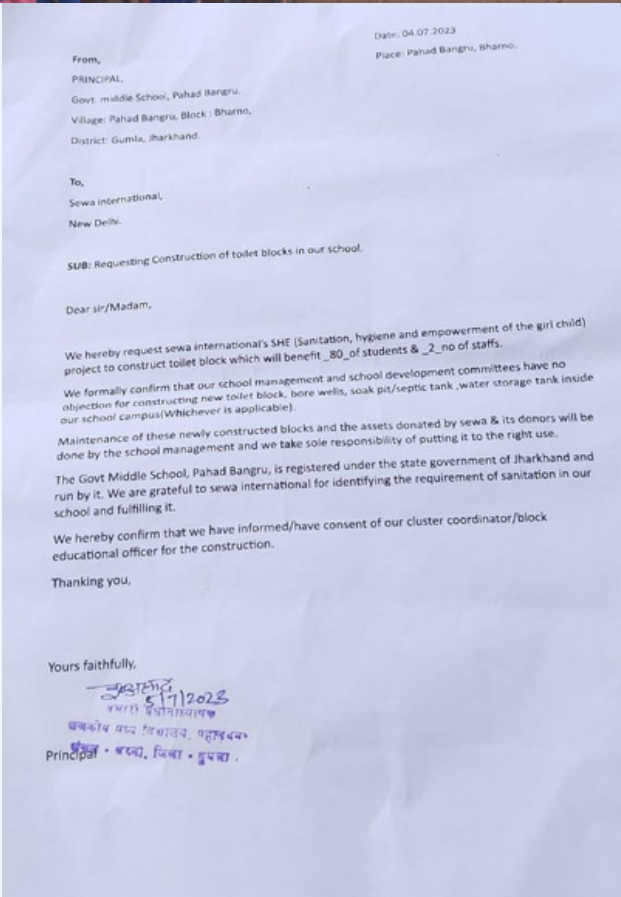 Date: 04.07.2023
Place: Pahad Bangru, Bharno.
From,
PRINCIPAL,
Govt. middle School, Pahad Bangru.
Village: Pahad Bangru, Block : Bharno,
District: Gumla, Jharkhand.
To,
Sewa international,
New Delhi.
SUB: Requesting Construction of toilet blocks in our school.
Dear sir/Madam,
We hereby request sewa international's SHE (Sanitation, hygiene and empowerment of the girl child)
project to construct toilet block which will benefit _80_of students & _2_no of staffs.
We formally confirm that our school management and school development committees have no
objection for constructing new toilet block, bore wells, soak pit/septic tank ,water storage tank inside
our school campus(Whichever is applicable).
Maintenance of these newly constructed blocks and the assets donated by sewa & its donors will be
done by the school management and we take sole responsibility of putting it to the right use.
The Govt Middle School, Pahad Bangru, is registered under the state government of Jharkhand and
run by it. We are grateful to sewa international for identifying the requirement of sanitation in our
school and fulfilling it.
We hereby confirm that we have informed/have consent of our cluster coordinator/block
educational officer for the construction.
Thanking you,
Yours faithfully,
5/7/2023
प्रभारी प्रधानाध्यापक
मध्य विद्यालय,
Principal जिला